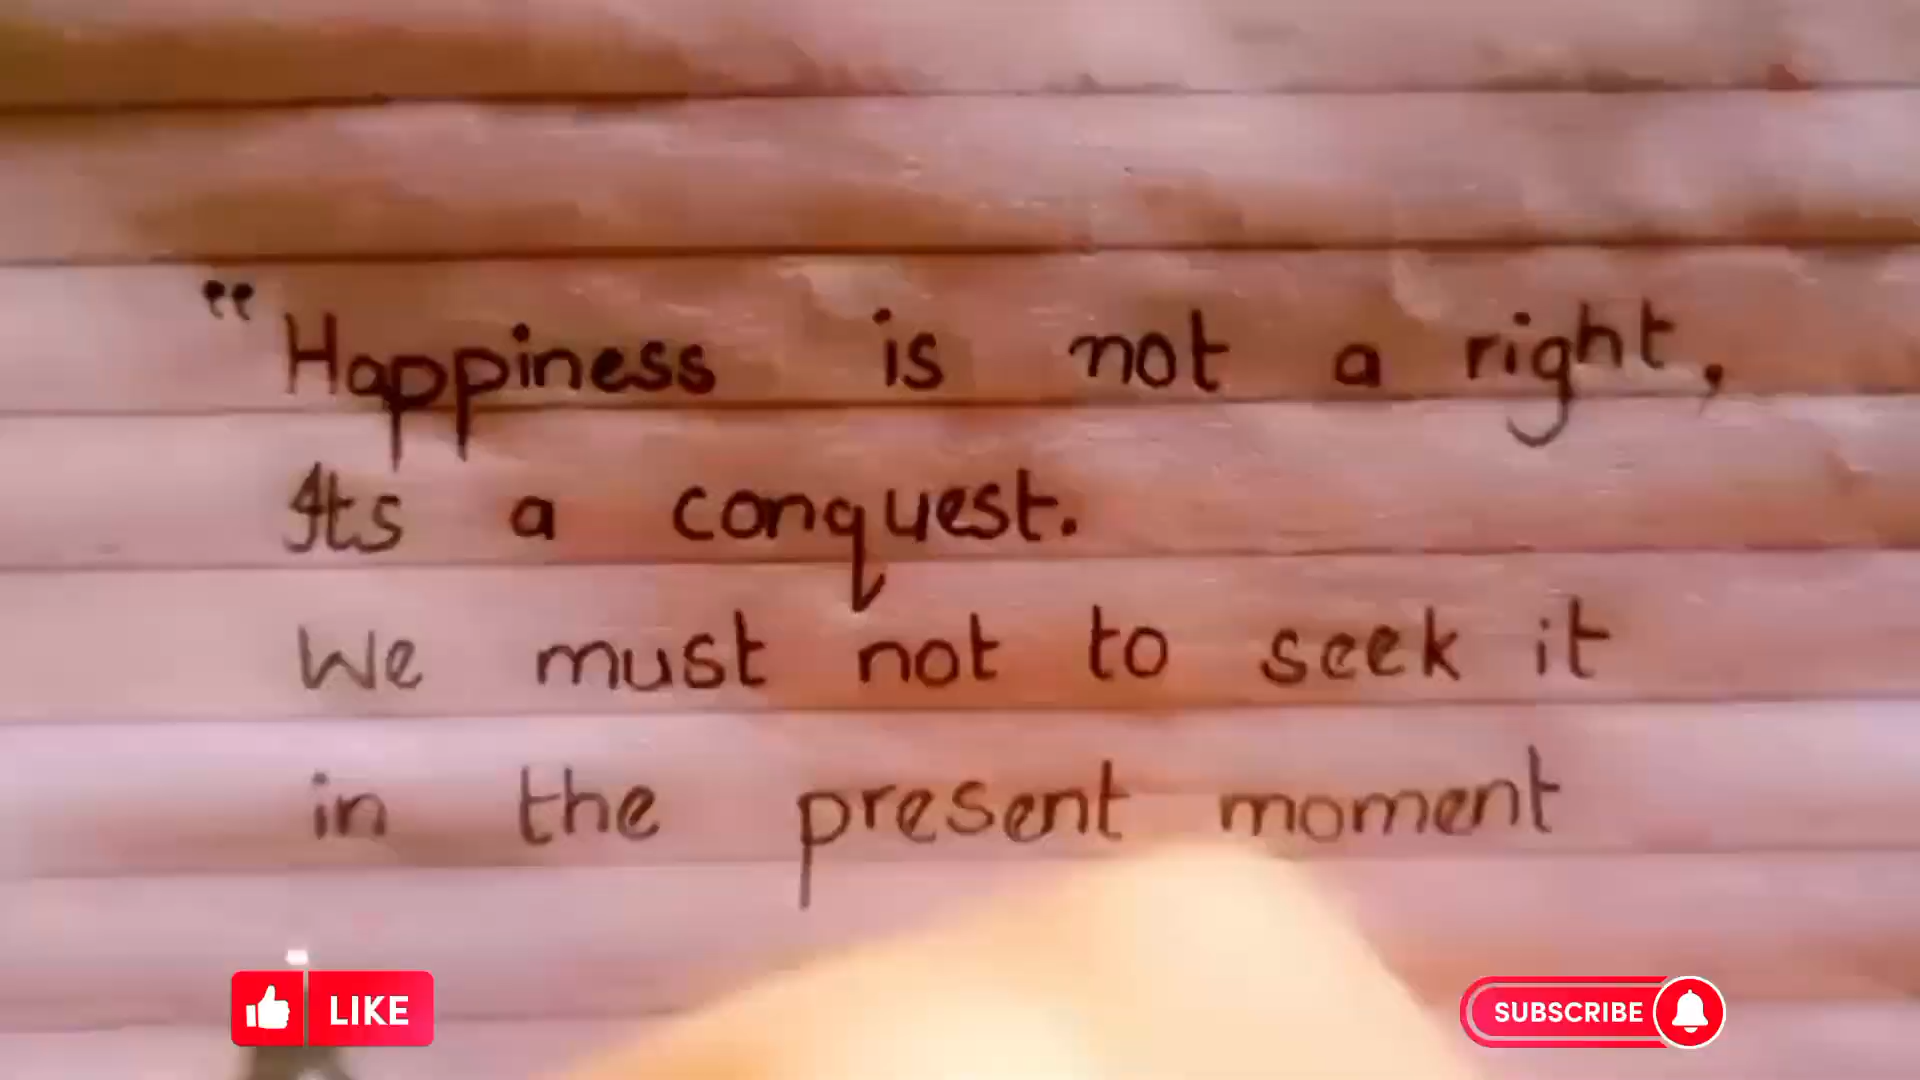 "Happiness is not a right,
Its a conquest.
We must not to seek it
in the present moment
LIKE
SUBSCRIBE